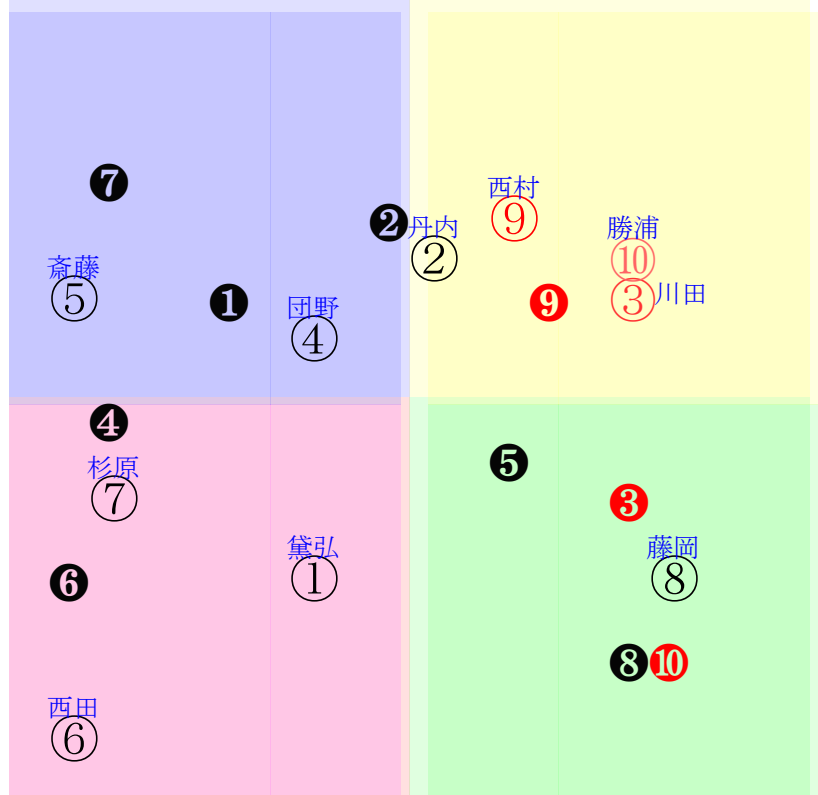 ❼
西村
❷ 丹内 勝浦
⑨
斎藤 ② ⑩
⑤ ❶ 団野 ❾ ③ 川田
④
❹
杉原 ❺
⑦ ❸
黛弘 藤岡
❻ ① ⑧
❽ ❿
西田
⑥